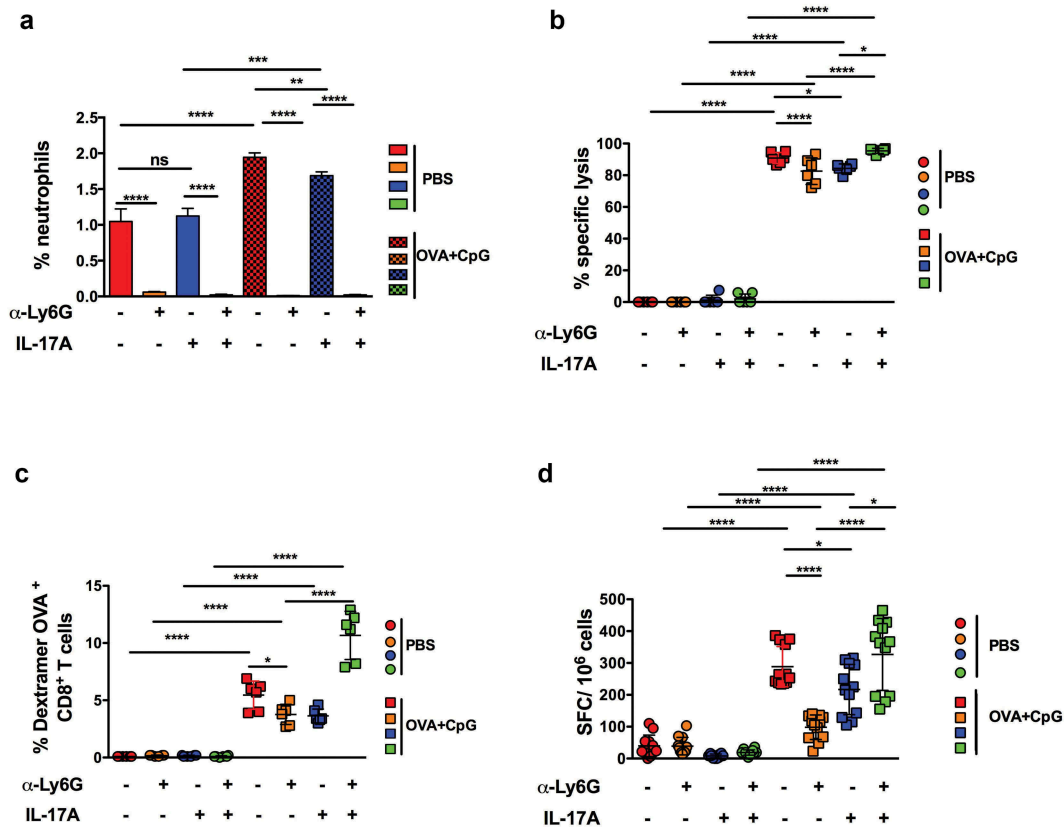 a
****
ns
****
****
***
**
****
****
% neutrophils
2.5
2.0
1.5
1.0
0.5
0.0
PBS
OVA+CpG
α-Ly6G - + - + - + - +
IL-17A - - + + - - + +
b
****
****
****
****
*
****
*
****
% specific lysis
100
80
60
40
20
0
PBS
OVA+CpG
α-Ly6G - + - + - + - +
IL-17A - - + + - - + +
c
****
****
****
****
****
*
% Dextramer OVA +
CD8+ T cells
15
10
5
0
PBS
OVA+CpG
α-Ly6G - + - + - + - +
IL-17A - - + + - - + +
d
****
****
****
*
****
****
*
****
SFC/ 10⁶ cells
500
400
300
200
100
0
PBS
OVA+CpG
α-Ly6G - + - + - + - +
IL-17A - - + + - - + +